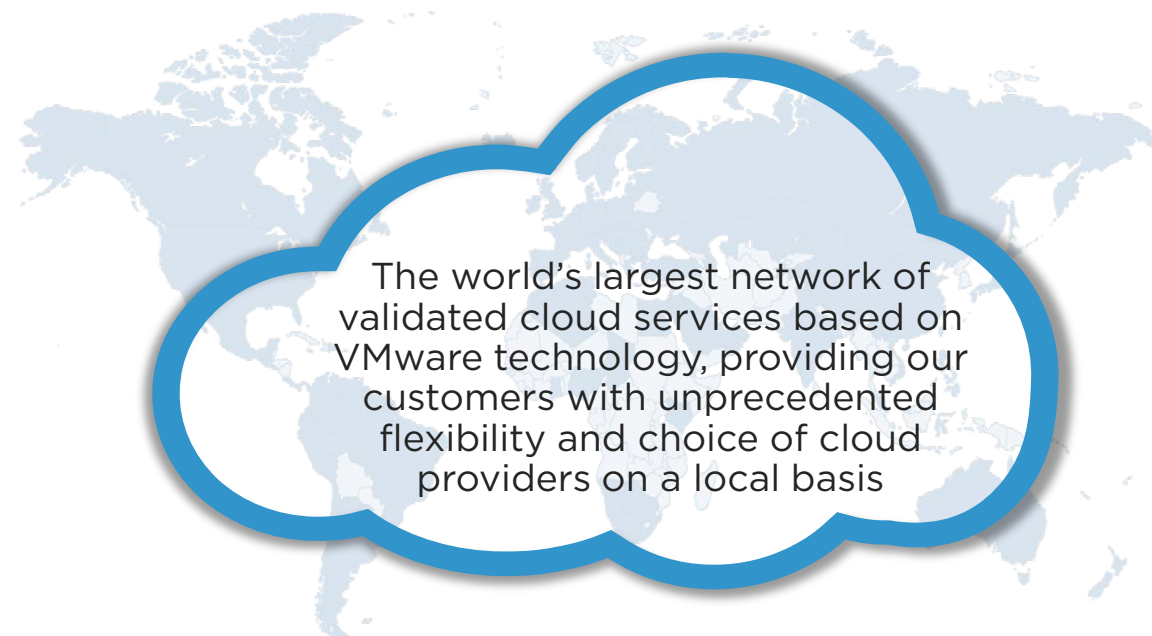 The world’s largest network of
validated cloud services based on
VMware technology, providing our
customers with unprecedented
flexibility and choice of cloud
providers on a local basis